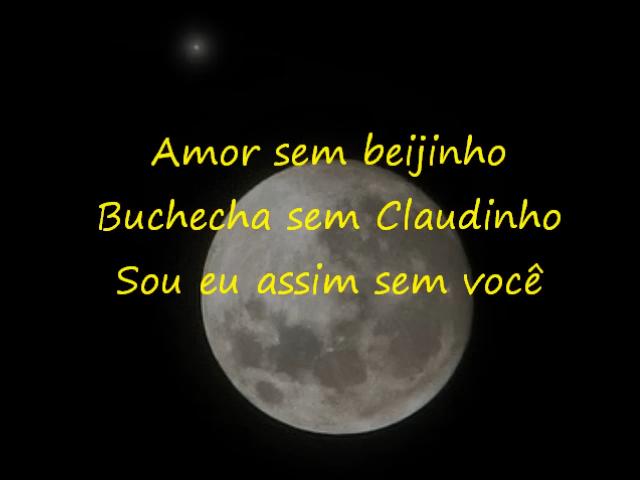 Amor sem beijinho
Buchecha sem Claudinho
Sou eu assim sem você